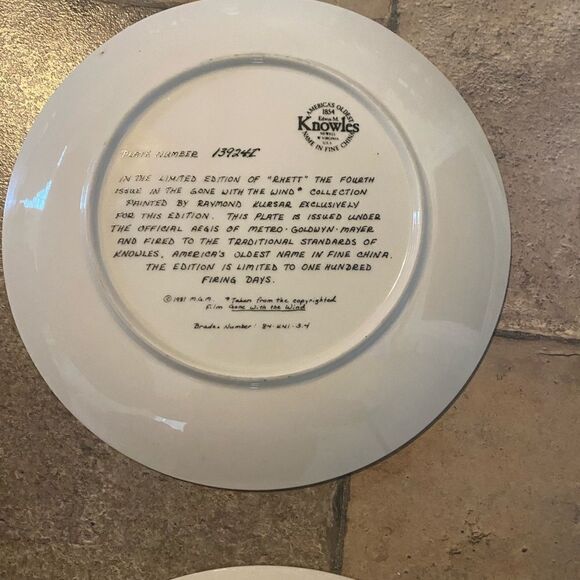 AMERICA'S OLDEST
1854
Edwin M.
Knowles
NEWELL
W. VIRGINIA
U.S.A.
NAME IN FINE CHINA
PLATE NUMBER 13924I
IN THE LIMITED EDITION OF "RHETT" THE FOURTH
ISSUE IN THE GONE WITH THE WIND* COLLECTION
PAINTED BY RAYMOND KURSAR EXCLUSIVELY
FOR THIS EDITION. THIS PLATE IS ISSUED UNDER
THE OFFICIAL AEGIS OF METRO-GOLDWYN-MAYER
AND FIRED TO THE TRADITIONAL STANDARDS OF
KNOWLES, AMERICA'S OLDEST NAME IN FINE CHINA.
THE EDITION IS LIMITED TO ONE HUNDRED
FIRING DAYS.
© 1981 M.G.M. *Taken from the copyrighted
Film Gone With the Wind
Bradex Number: 84-K41-3.4